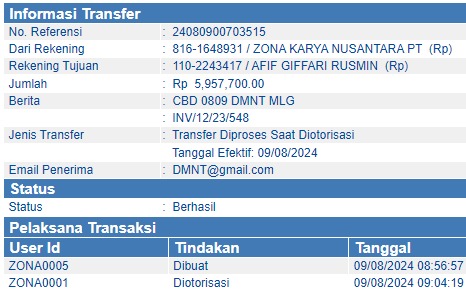 Informasi Transfer
No. Referensi : 24080900703515
Dari Rekening : 816-1648931 / ZONA KARYA NUSANTARA PT (Rp)
Rekening Tujuan : 110-2243417 / AFIF GIFFARI RUSMIN (Rp)
Jumlah : Rp 5,957,700.00
Berita : CBD 0809 DMNT MLG
: INV/12/23/548
Jenis Transfer : Transfer Diproses Saat Diotorisasi
Tanggal Efektif: 09/08/2024
Email Penerima : DMNT@gmail.com
Status
Status : Berhasil
Pelaksana Transaksi
User Id Tindakan Tanggal
ZONA0005 Dibuat 09/08/2024 08:56:57
ZONA0001 Diotorisasi 09/08/2024 09:04:19